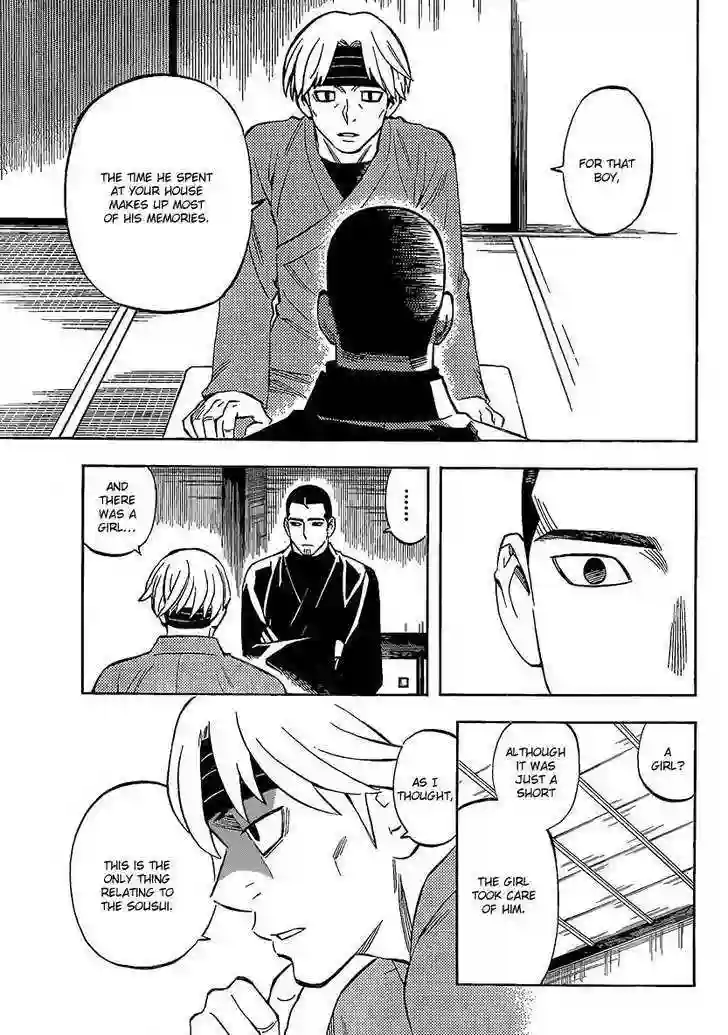 FOR THAT
BOY,
THE TIME HE SPENT
AT YOUR HOUSE
MAKES UP MOST
OF HIS MEMORIES.
......
AND
THERE
WAS A
GIRL...
A
GIRL?
ALTHOUGH
IT WAS
JUST A
SHORT
THE GIRL
TOOK CARE
OF HIM.
AS I
THOUGHT,
THIS IS THE
ONLY THING
RELATING TO
THE SOUSUI.